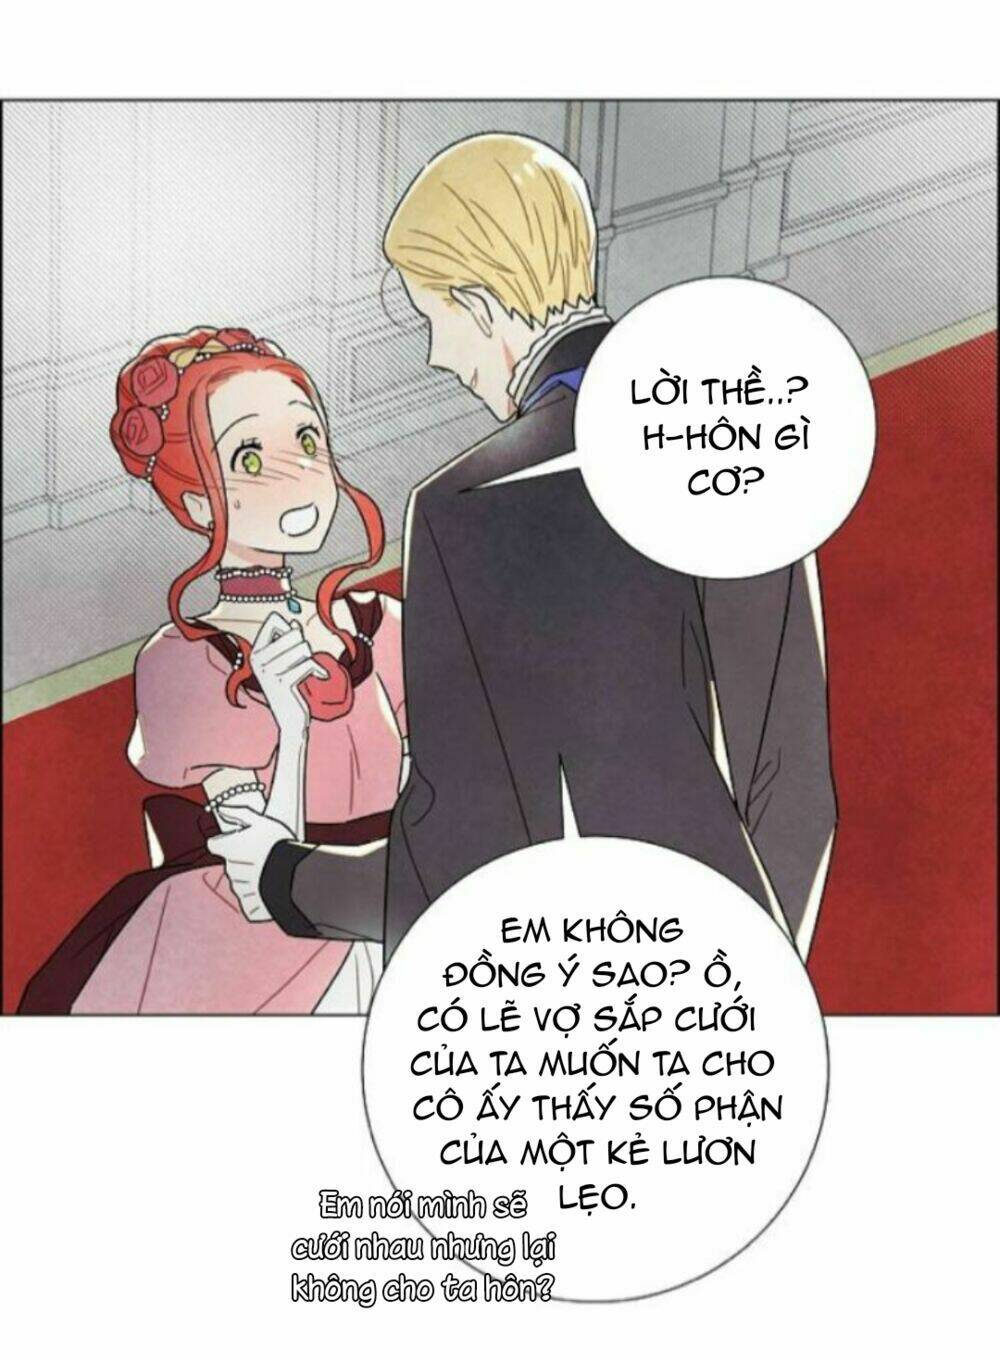 LỜI THỀ..?
H-HÔN GÌ
CƠ?
EM KHÔNG
ĐỒNG Ý SAO? Ồ,
CÓ LẼ VỢ SẮP CƯỚI
CỦA TA MUỐN TA CHO
CÔ ẤY THẤY SỐ PHẬN
CỦA MỘT KẺ LƯƠN
LẸO.
Em nói mình sẽ
cưới nhau nhưng lại
không cho ta hôn?